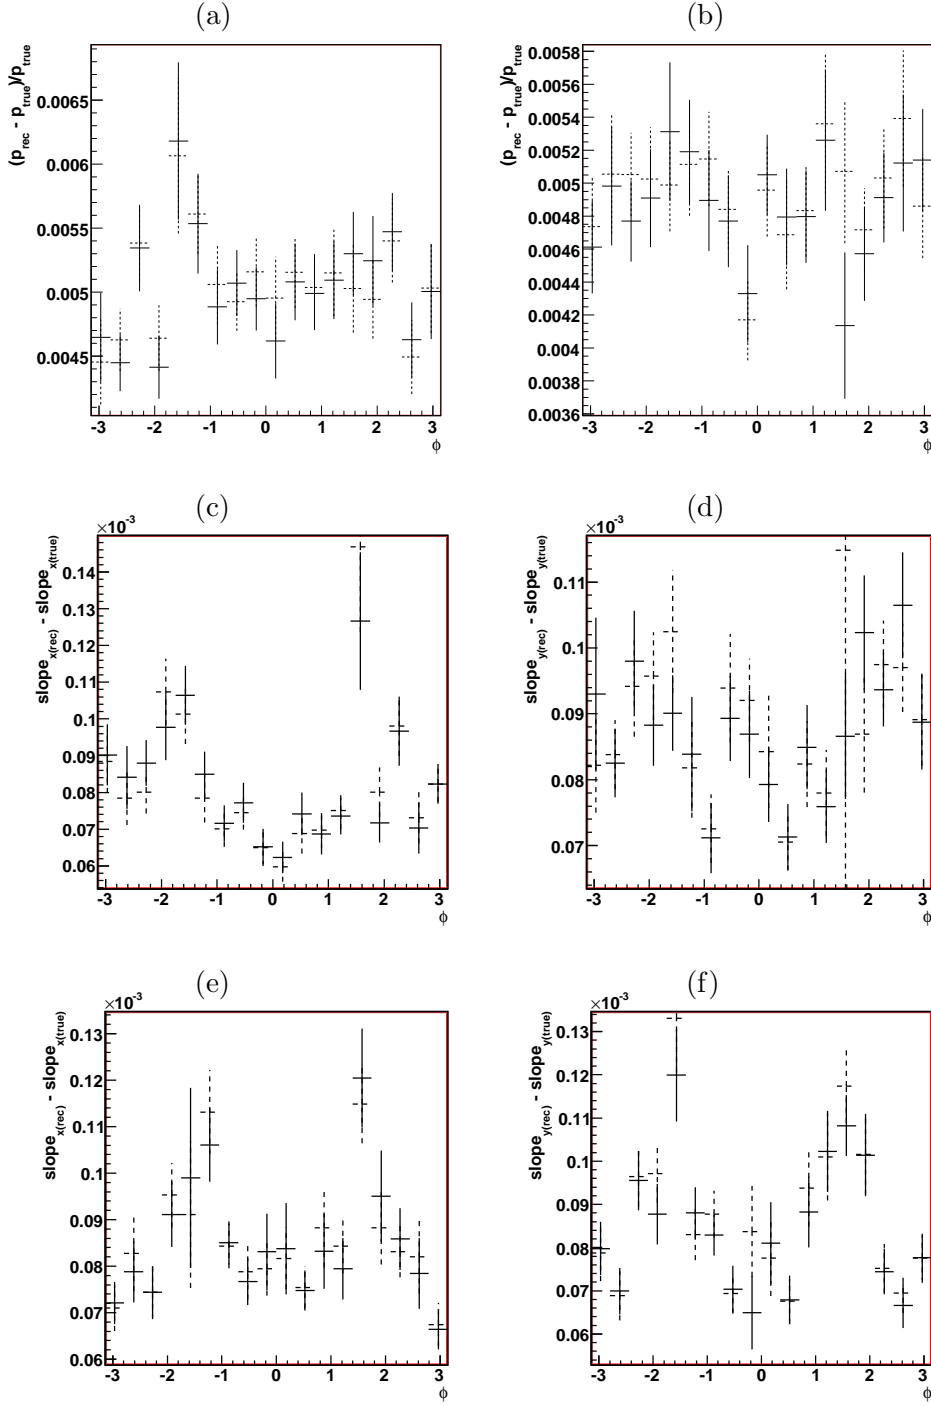 (a)
(p_rec - p_true)/p_true
0.0065
0.006
0.0055
0.005
0.0045
-3 -2 -1 0 1 2 3
ϕ
(b)
(p_rec - p_true)/p_true
0.0058
0.0056
0.0054
0.0052
0.005
0.0048
0.0046
0.0044
0.0042
0.004
0.0038
0.0036
-3 -2 -1 0 1 2 3
ϕ
(c)
×10^-3
slope_x(rec) - slope_x(true)
0.14
0.13
0.12
0.11
0.1
0.09
0.08
0.07
0.06
-3 -2 -1 0 1 2 3
ϕ
(d)
×10^-3
slope_y(rec) - slope_y(true)
0.11
0.1
0.09
0.08
0.07
-3 -2 -1 0 1 2 3
ϕ
(e)
×10^-3
slope_x(rec) - slope_x(true)
0.13
0.12
0.11
0.1
0.09
0.08
0.07
0.06
-3 -2 -1 0 1 2 3
ϕ
(f)
×10^-3
slope_y(rec) - slope_y(true)
0.13
0.12
0.11
0.1
0.09
0.08
0.07
0.06
-3 -2 -1 0 1 2 3
ϕ